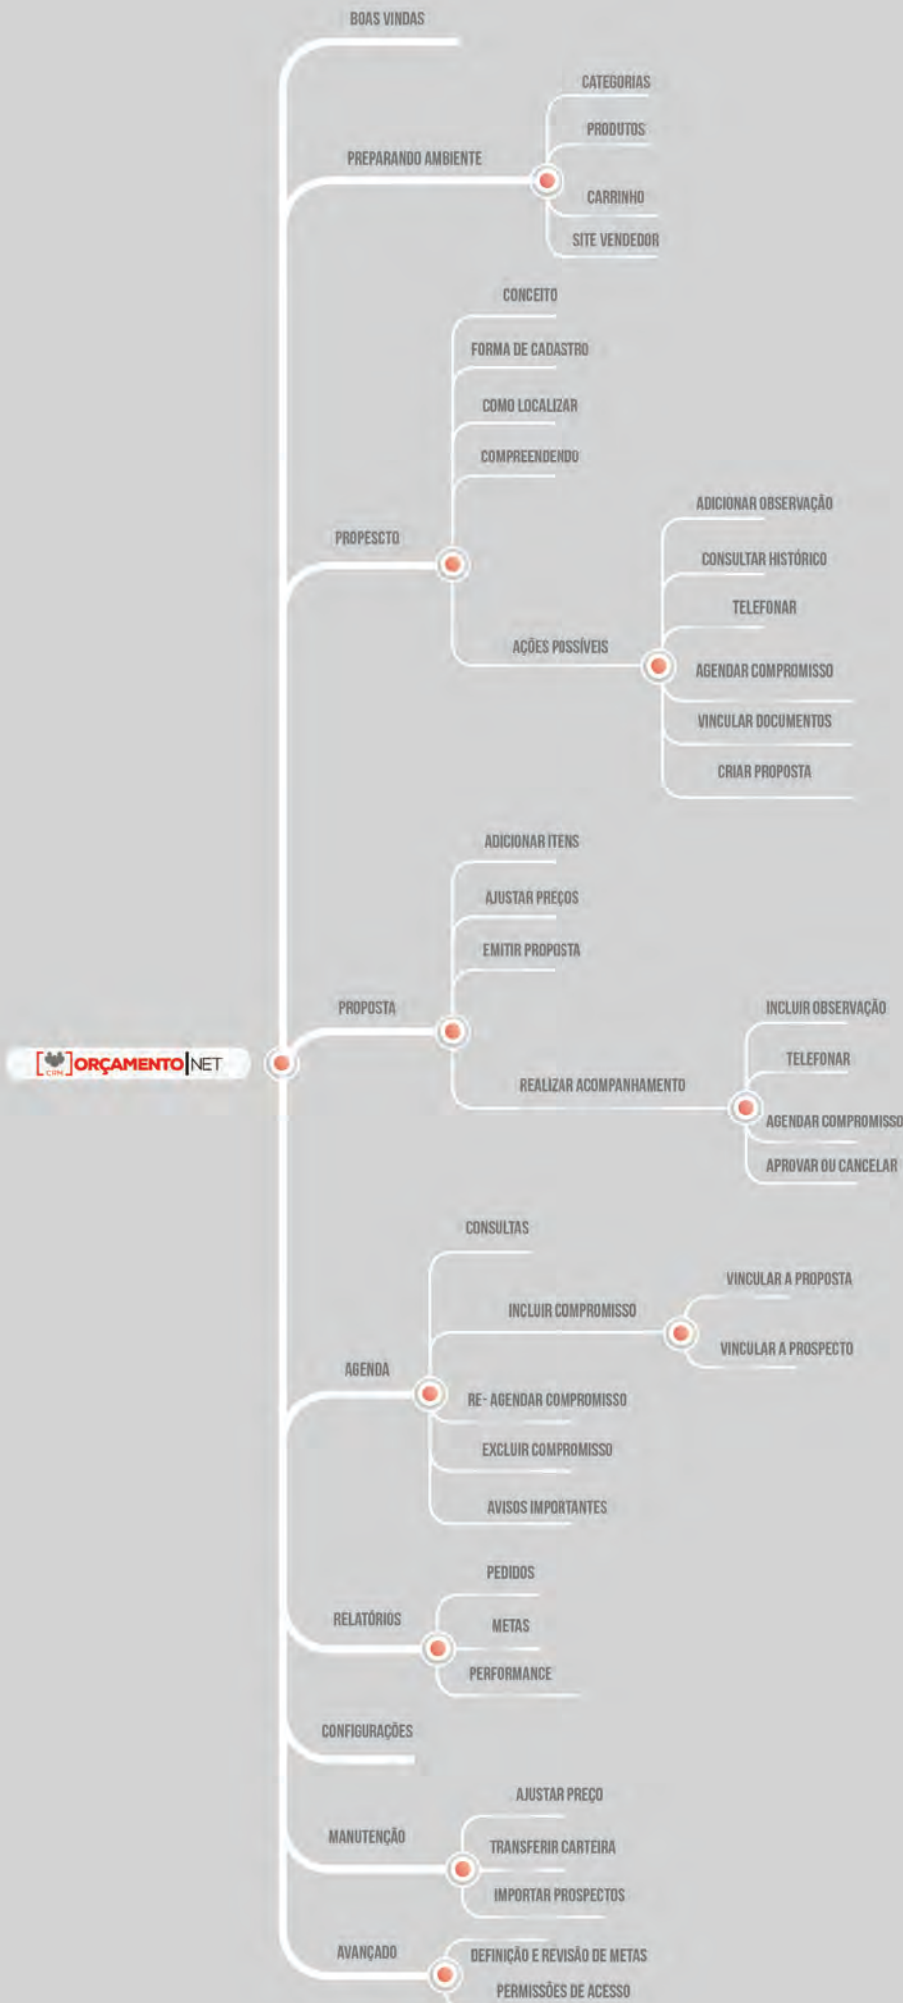 BOAS VINDAS
PREPARANDO AMBIENTE
CATEGORIAS
PRODUTOS
CARRINHO
SITE VENDEDOR
PROPESCTO
CONCEITO
FORMA DE CADASTRO
COMO LOCALIZAR
COMPREENDENDO
AÇÕES POSSÍVEIS
ADICIONAR OBSERVAÇÃO
CONSULTAR HISTÓRICO
TELEFONAR
AGENDAR COMPROMISSO
VINCULAR DOCUMENTOS
CRIAR PROPOSTA
PROPOSTA
ADICIONAR ITENS
AJUSTAR PREÇOS
EMITIR PROPOSTA
REALIZAR ACOMPANHAMENTO
INCLUIR OBSERVAÇÃO
TELEFONAR
AGENDAR COMPROMISSO
APROVAR OU CANCELAR
[CRM]ORÇAMENTO|NET
AGENDA
CONSULTAS
INCLUIR COMPROMISSO
VINCULAR A PROPOSTA
VINCULAR A PROSPECTO
RE- AGENDAR COMPROMISSO
EXCLUIR COMPROMISSO
AVISOS IMPORTANTES
RELATÓRIOS
PEDIDOS
METAS
PERFORMANCE
CONFIGURAÇÕES
MANUTENÇÃO
AJUSTAR PREÇO
TRANSFERIR CARTEIRA
IMPORTAR PROSPECTOS
AVANÇADO
DEFINIÇÃO E REVISÃO DE METAS
PERMISSÕES DE ACESSO